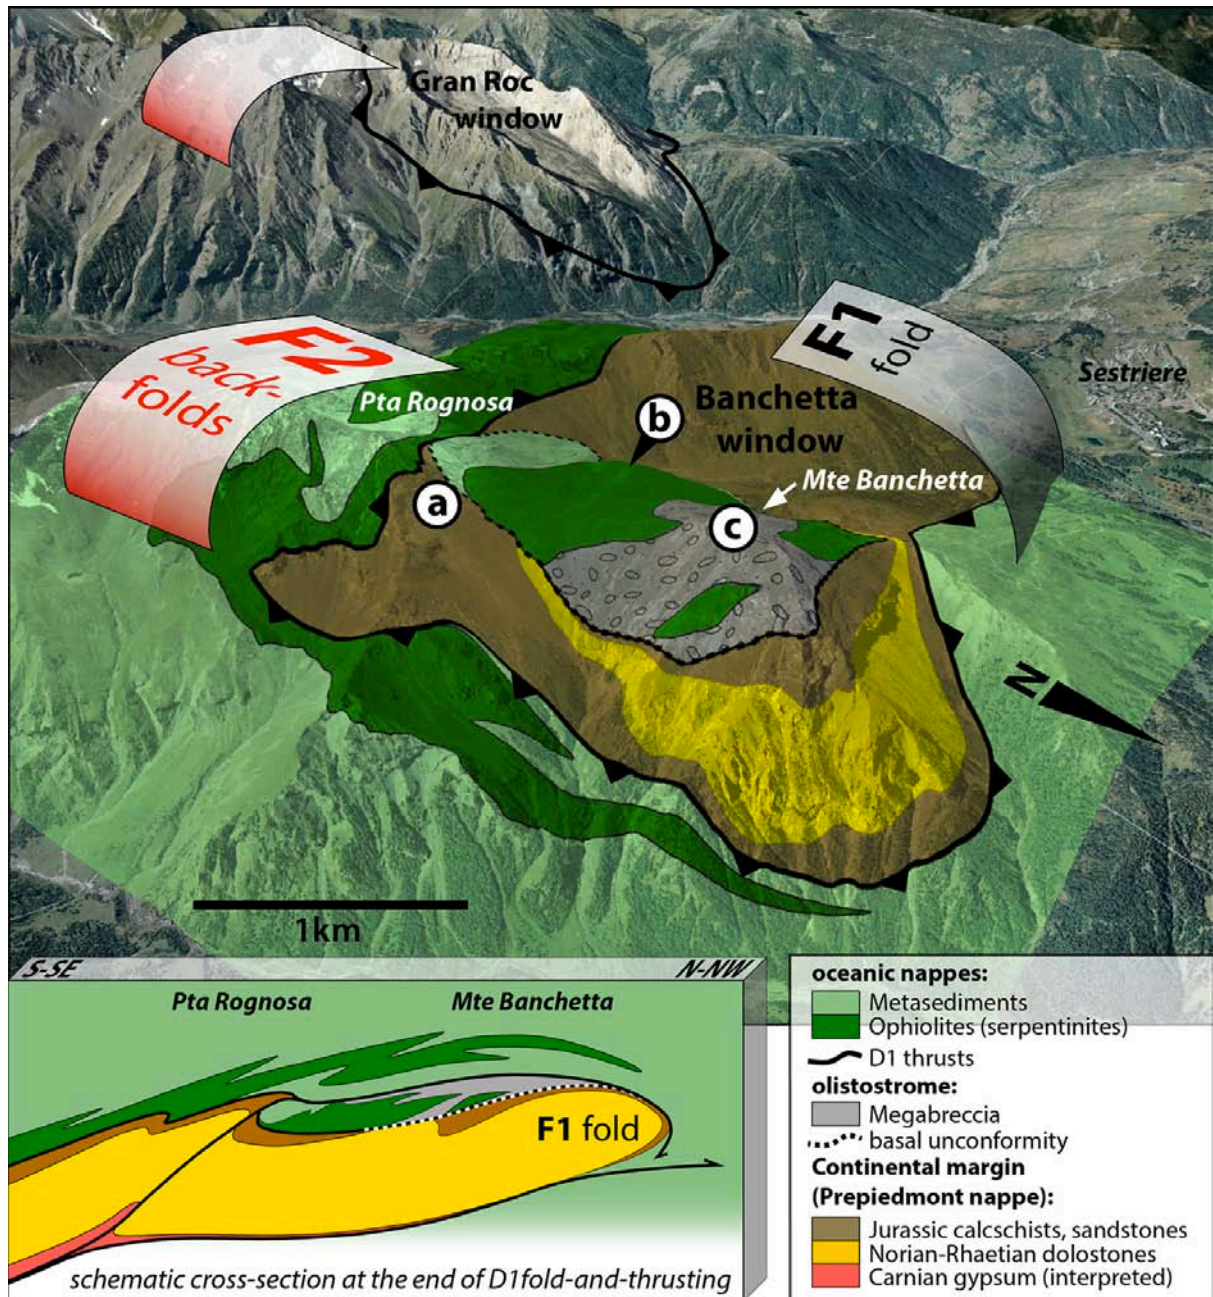 Gran Roc
window
F2
back-
folds
Pta Rognosa
F1
fold
Sestriere
b
Banchetta
window
Mte Banchetta
a
c
N
1km
S-SE
N-NW
Pta Rognosa
Mte Banchetta
F1 fold
schematic cross-section at the end of D1fold-and-thrusting
oceanic nappes:
Metasediments
Ophiolites (serpentinites)
D1 thrusts
olistostrome:
Megabreccia
basal unconformity
Continental margin
(Prepiedmont nappe):
Jurassic calcschists, sandstones
Norian-Rhaetian dolostones
Carnian gypsum (interpreted)